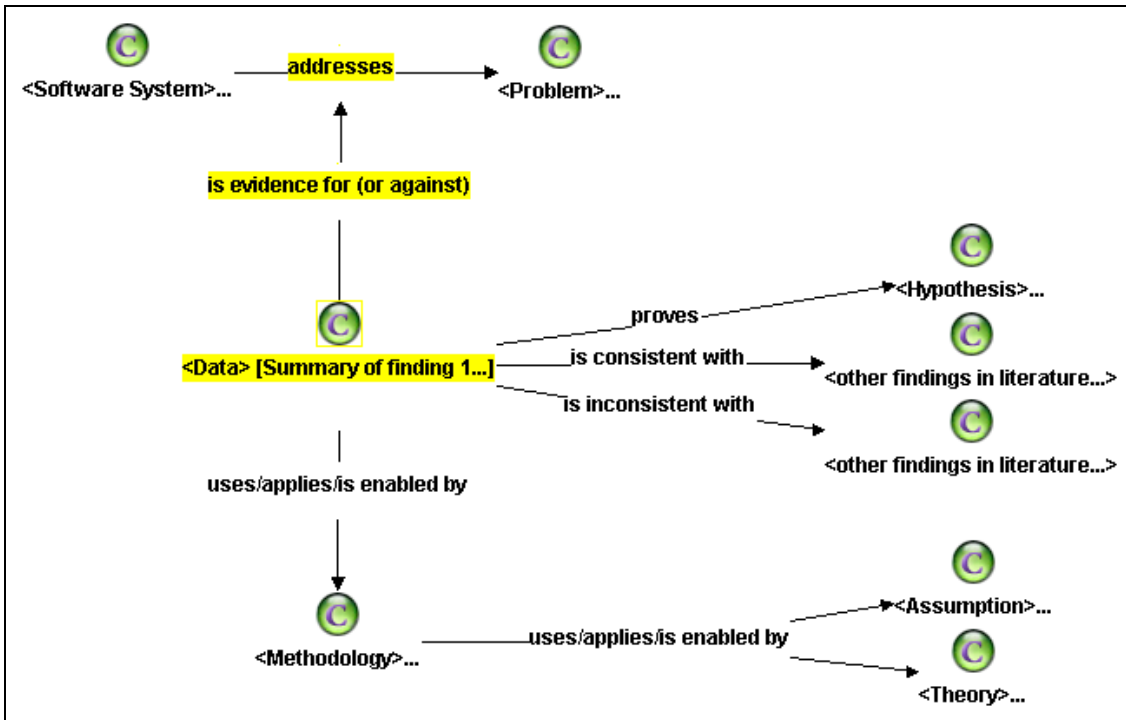 C
C
addresses
<Software System>...
<Problem>...
is evidence for (or against)
C
<Hypothesis>...
C
proves
C
is consistent with
<Data> [Summary of finding 1...]
<other findings in literature...>
is inconsistent with
C
<other findings in literature...>
uses/applies/is enabled by
C
<Assumption>...
C
uses/applies/is enabled by
C
<Methodology>...
<Theory>...